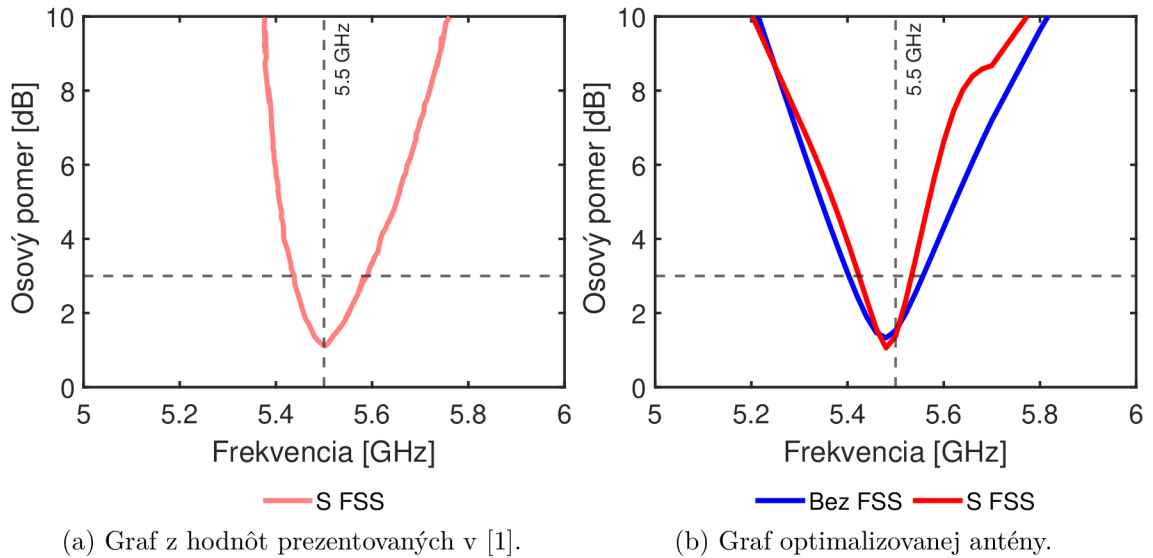 10
8
6
4
2
0
Osový pomer [dB]
5.5 GHz
5
5.2
5.4
5.6
5.8
6
Frekvencia [GHz]
S FSS
(a) Graf z hodnôt prezentovaných v [1].
10
8
6
4
2
0
Osový pomer [dB]
5.5 GHz
5
5.2
5.4
5.6
5.8
6
Frekvencia [GHz]
Bez FSS
S FSS
(b) Graf optimalizovanej antény.